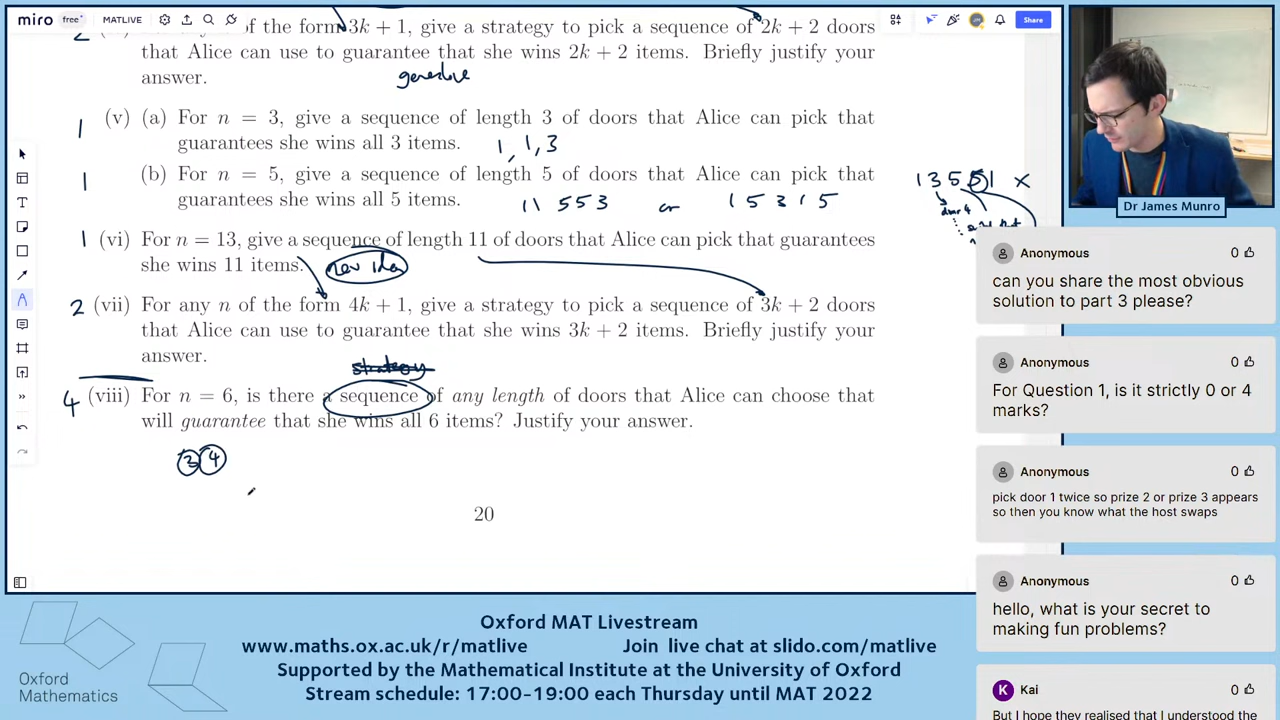 miro
free
MATLIVE
Share
of the form 3k + 1, give a strategy to pick a sequence of 2k + 2 doors
that Alice can use to guarantee that she wins 2k + 2 items. Briefly justify your
answer.
1 (v) (a) For n = 3, give a sequence of length 3 of doors that Alice can pick that
guarantees she wins all 3 items. 1, 1, 3
1 (b) For n = 5, give a sequence of length 5 of doors that Alice can pick that
guarantees she wins all 5 items. 11 553 or 15315
1 (vi) For n = 13, give a sequence of length 11 of doors that Alice can pick that guarantees
she wins 11 items. new idea
2 (vii) For any n of the form 4k + 1, give a strategy to pick a sequence of 3k + 2 doors
that Alice can use to guarantee that she wins 3k + 2 items. Briefly justify your
answer.
strategy
4 (viii) For n = 6, is there a sequence of any length of doors that Alice can choose that
will guarantee that she wins all 6 items? Justify your answer.
3 4
20
door 4
Dr James Munro
Anonymous
0
can you share the most obvious
solution to part 3 please?
Anonymous
0
For Question 1, is it strictly 0 or 4
marks?
Anonymous
0
pick door 1 twice so prize 2 or prize 3 appears
so then you know what the host swaps
Anonymous
0
hello, what is your secret to
making fun problems?
Kai
0
But I hope they realised that I understood the
Oxford
Mathematics
Oxford MAT Livestream
www.maths.ox.ac.uk/r/matlive Join live chat at slido.com/matlive
Supported by the Mathematical Institute at the University of Oxford
Stream schedule: 17:00-19:00 each Thursday until MAT 2022